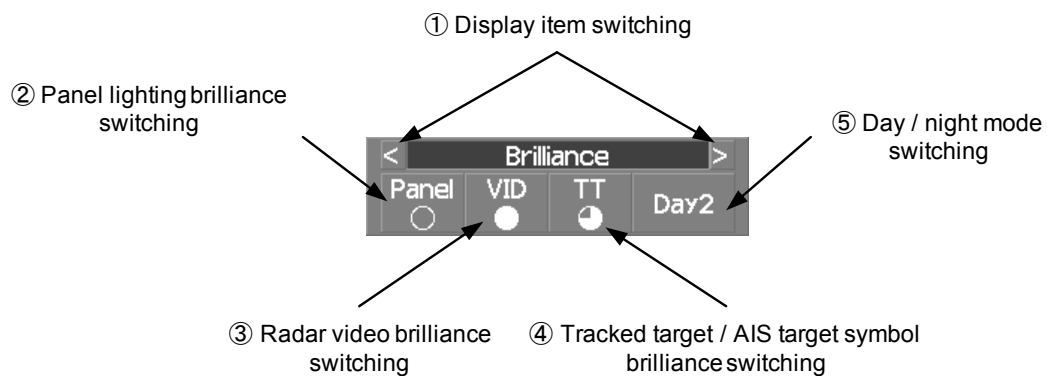 ① Display item switching
② Panel lighting brilliance
switching
⑤ Day / night mode
switching
< Brilliance >
Panel VID TT Day2
③ Radar video brilliance
switching
④ Tracked target / AIS target symbol
brilliance switching